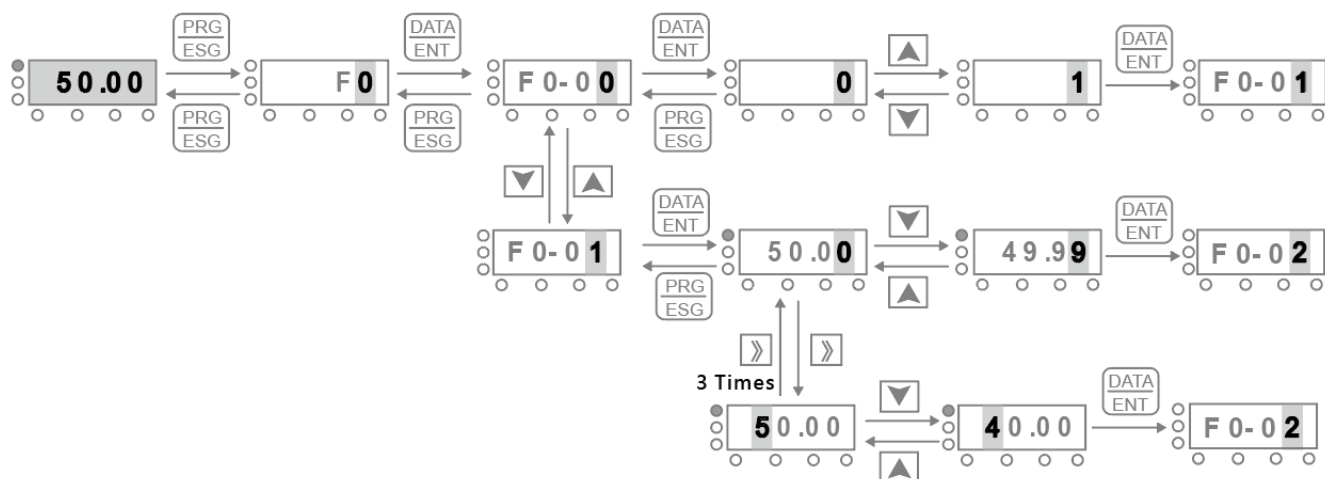 PRG DATA DATA
ESG ENT ENT DATA
ENT
50.00 F0 F0-00 0 1 F0-01
PRG PRG PRG
ESG ESG ESG
DATA
ENT DATA
ENT
F0-01 50.00 49.99 F0-02
PRG
ESG
3 Times
DATA
ENT
50.00 40.00 F0-02